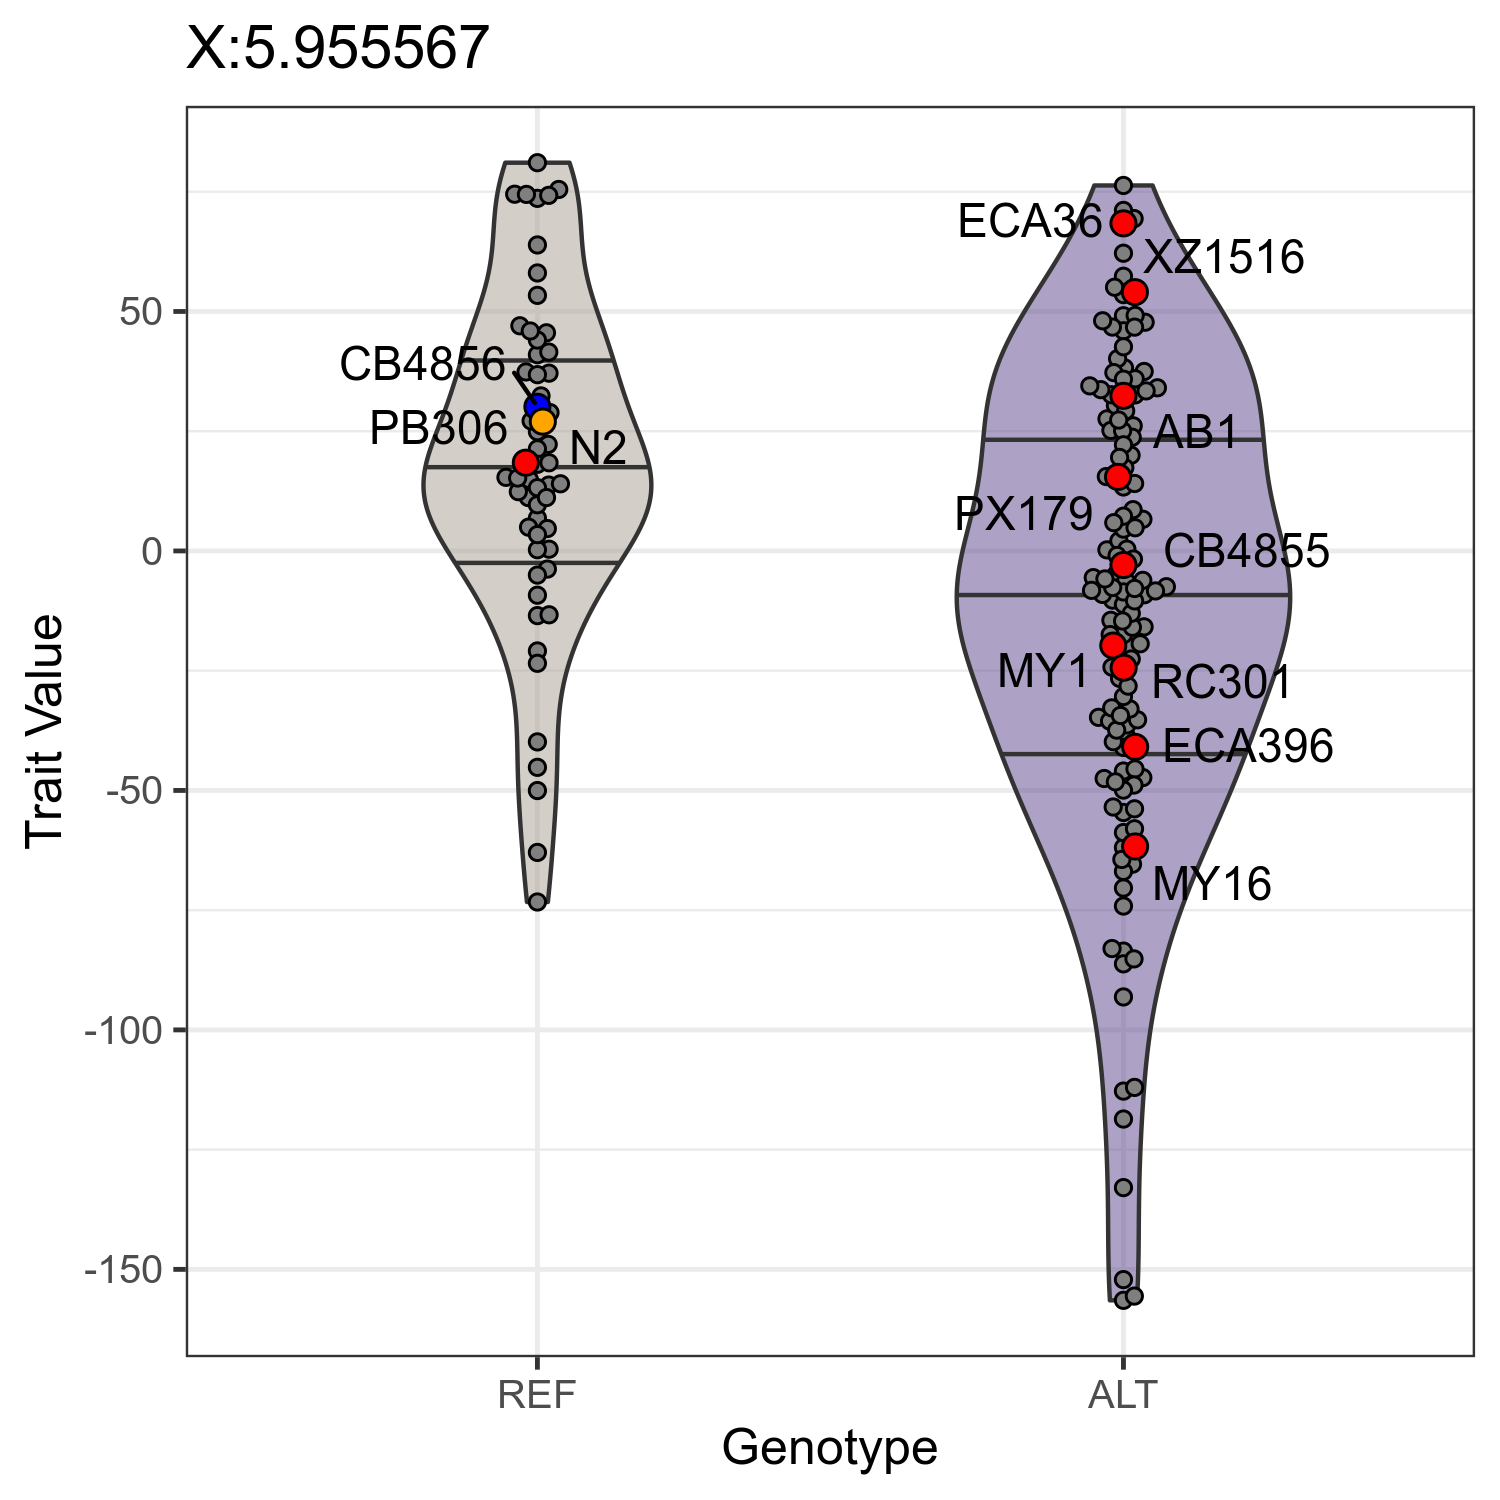 X:5.955567
Trait Value
50
0
-50
-100
-150
CB4856
PB306
N2
ECA36
XZ1516
AB1
PX179
CB4855
MY1
RC301
ECA396
MY16
REF
ALT
Genotype